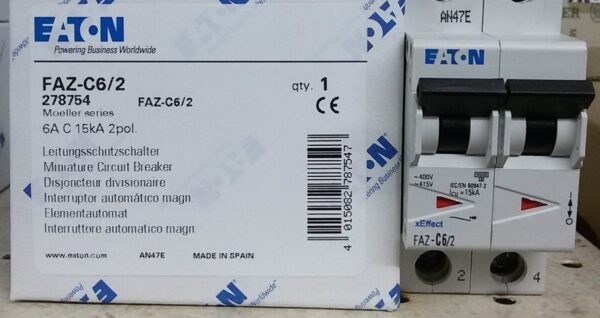 EATON
Powering Business Worldwide
FAZ-C6/2
278754 FAZ-C6/2
Moeller series
6A C 15kA 2pol.
qty. 1
CE
Leitungsschutzschalter
Miniature Circuit Breaker
Disjoncteur divisionaire
Interruptor automático magn.
Elementautomat
Interruttore automatico magn.
4 015082 787547
www.eaton.com AN47E MADE IN SPAIN
AN47E
EATON
~400V
~415V
IEC/EN 60947-2
Icu=15kA
xEffect
FAZ-C6/2
2 4